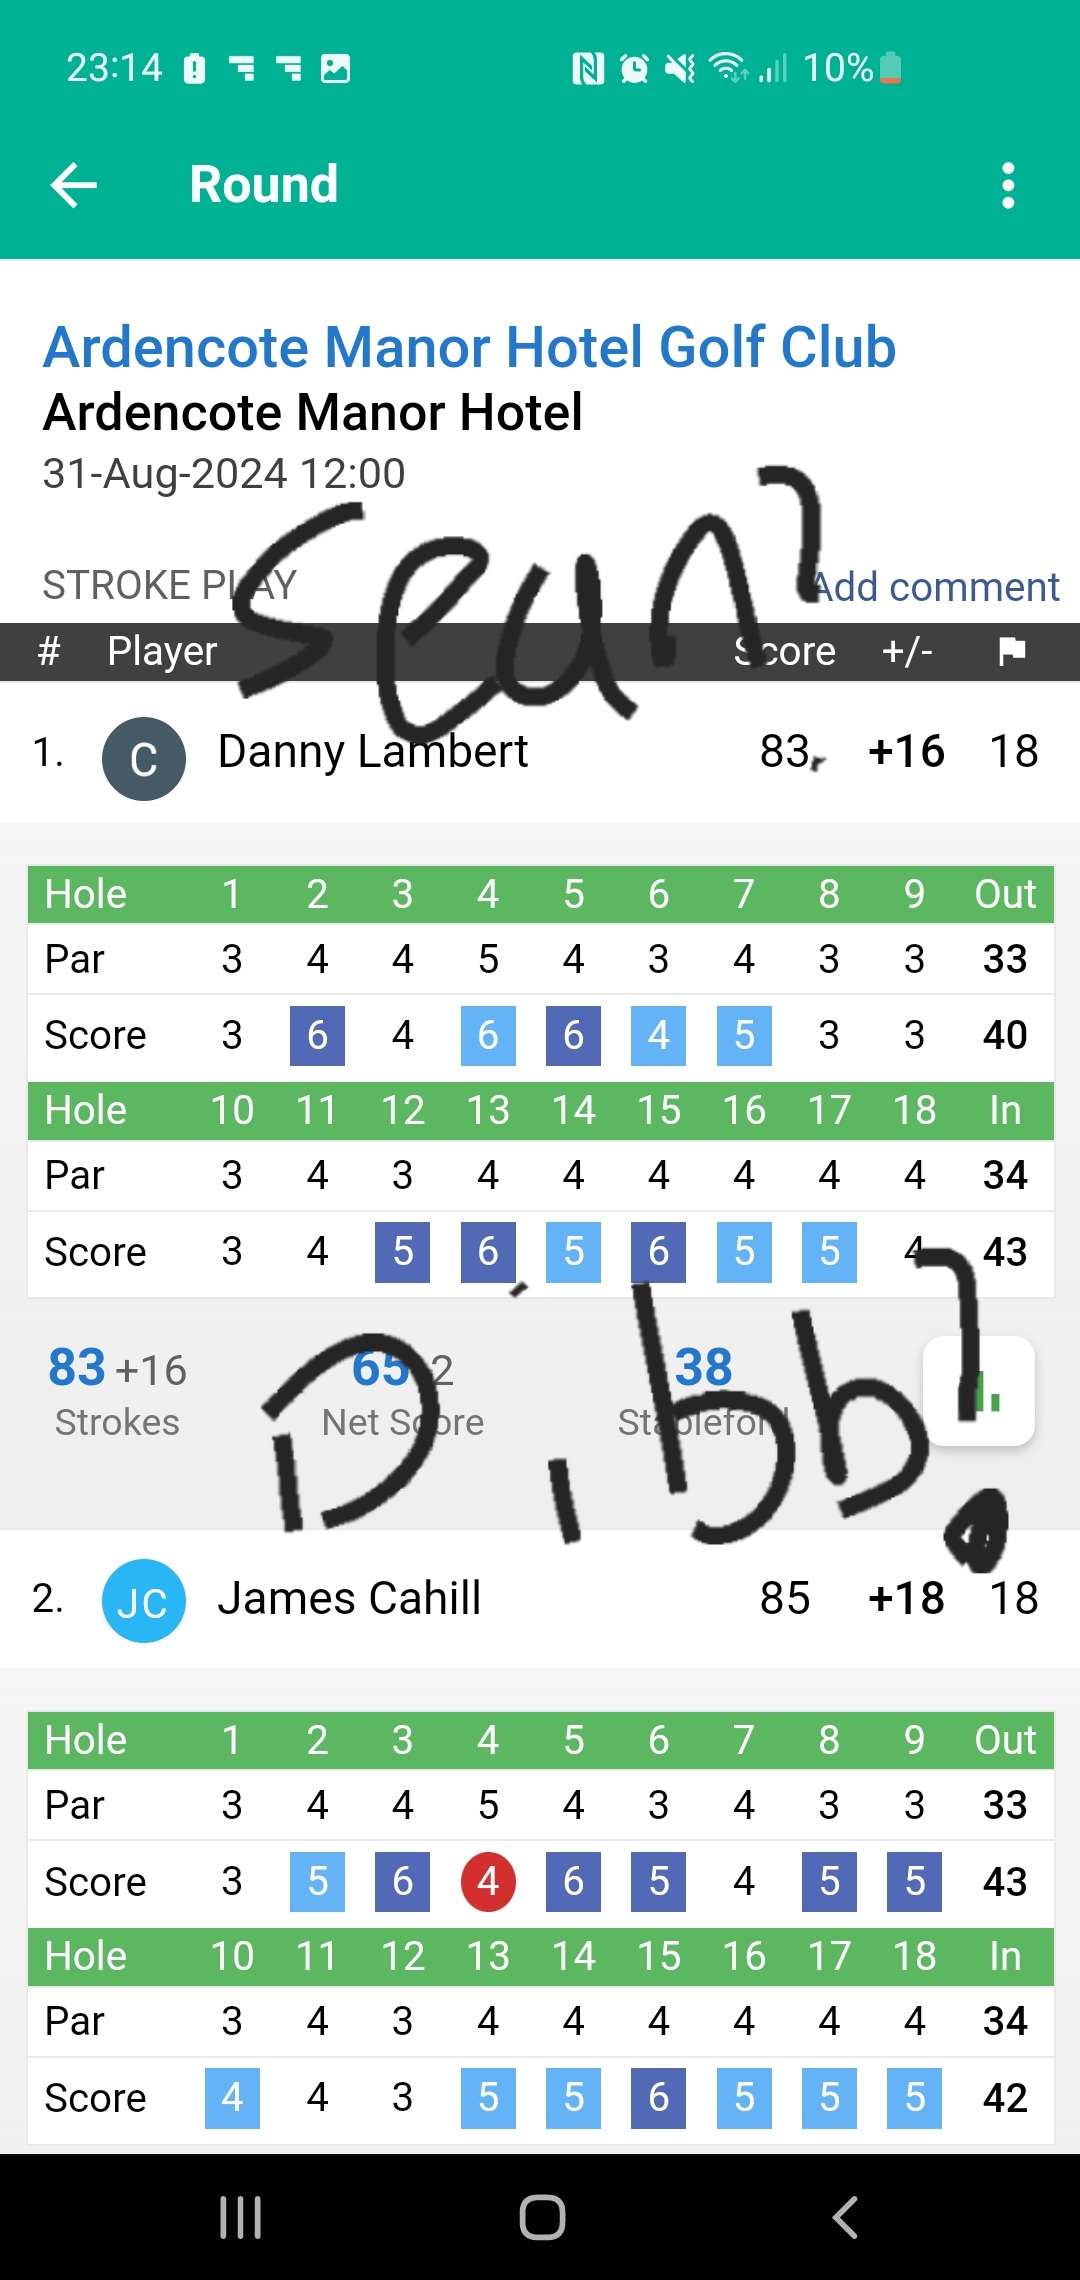 23:14 10%
Round
Ardencote Manor Hotel Golf Club
Ardencote Manor Hotel
31-Aug-2024 12:00
Sean?
STROKE PLAY Add comment
# Player Score +/-
1. C Danny Lambert 83 +16 18
Hole 1 2 3 4 5 6 7 8 9 Out
Par 3 4 4 5 4 3 4 3 3 33
Score 3 6 4 6 6 4 5 3 3 40
Hole 10 11 12 13 14 15 16 17 18 In
Par 3 4 3 4 4 4 4 4 4 34
Score 3 4 5 6 5 6 5 5 4 43
83 +16 65 2 38
Strokes Net Score Stableford
Dibb?
2. JC James Cahill 85 +18 18
Hole 1 2 3 4 5 6 7 8 9 Out
Par 3 4 4 5 4 3 4 3 3 33
Score 3 5 6 4 6 5 4 5 5 43
Hole 10 11 12 13 14 15 16 17 18 In
Par 3 4 3 4 4 4 4 4 4 34
Score 4 4 3 5 5 6 5 5 5 42